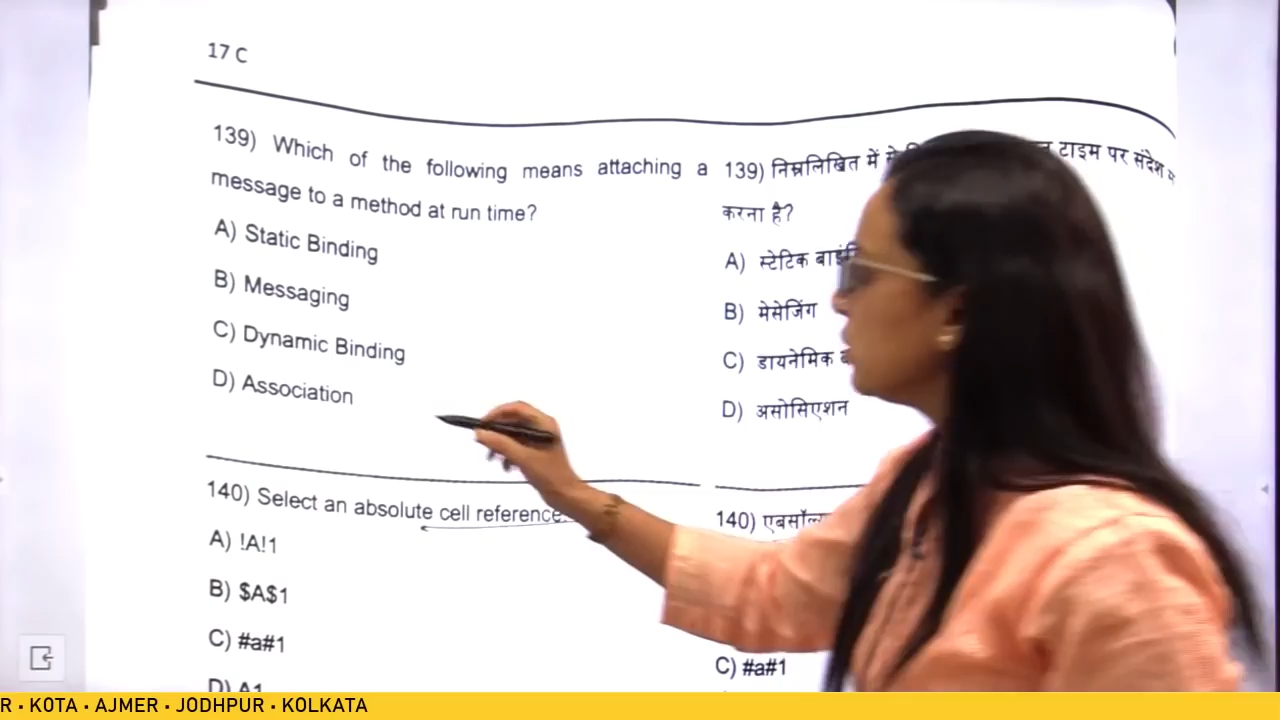 17 C
139) Which of the following means attaching a
message to a method at run time?
A) Static Binding
B) Messaging
C) Dynamic Binding
D) Association
140) Select an absolute cell reference
A) !A!1
B) $A$1
C) #a#1
D) A1
139) निम्नलिखित में टाइम पर संदेश
करना है?
A) स्टेटिक
B) मेसेजिंग
C) डायनेमिक
D) असोसिएशन
140)
C) #a#1
R • KOTA • AJMER • JODHPUR • KOLKATA